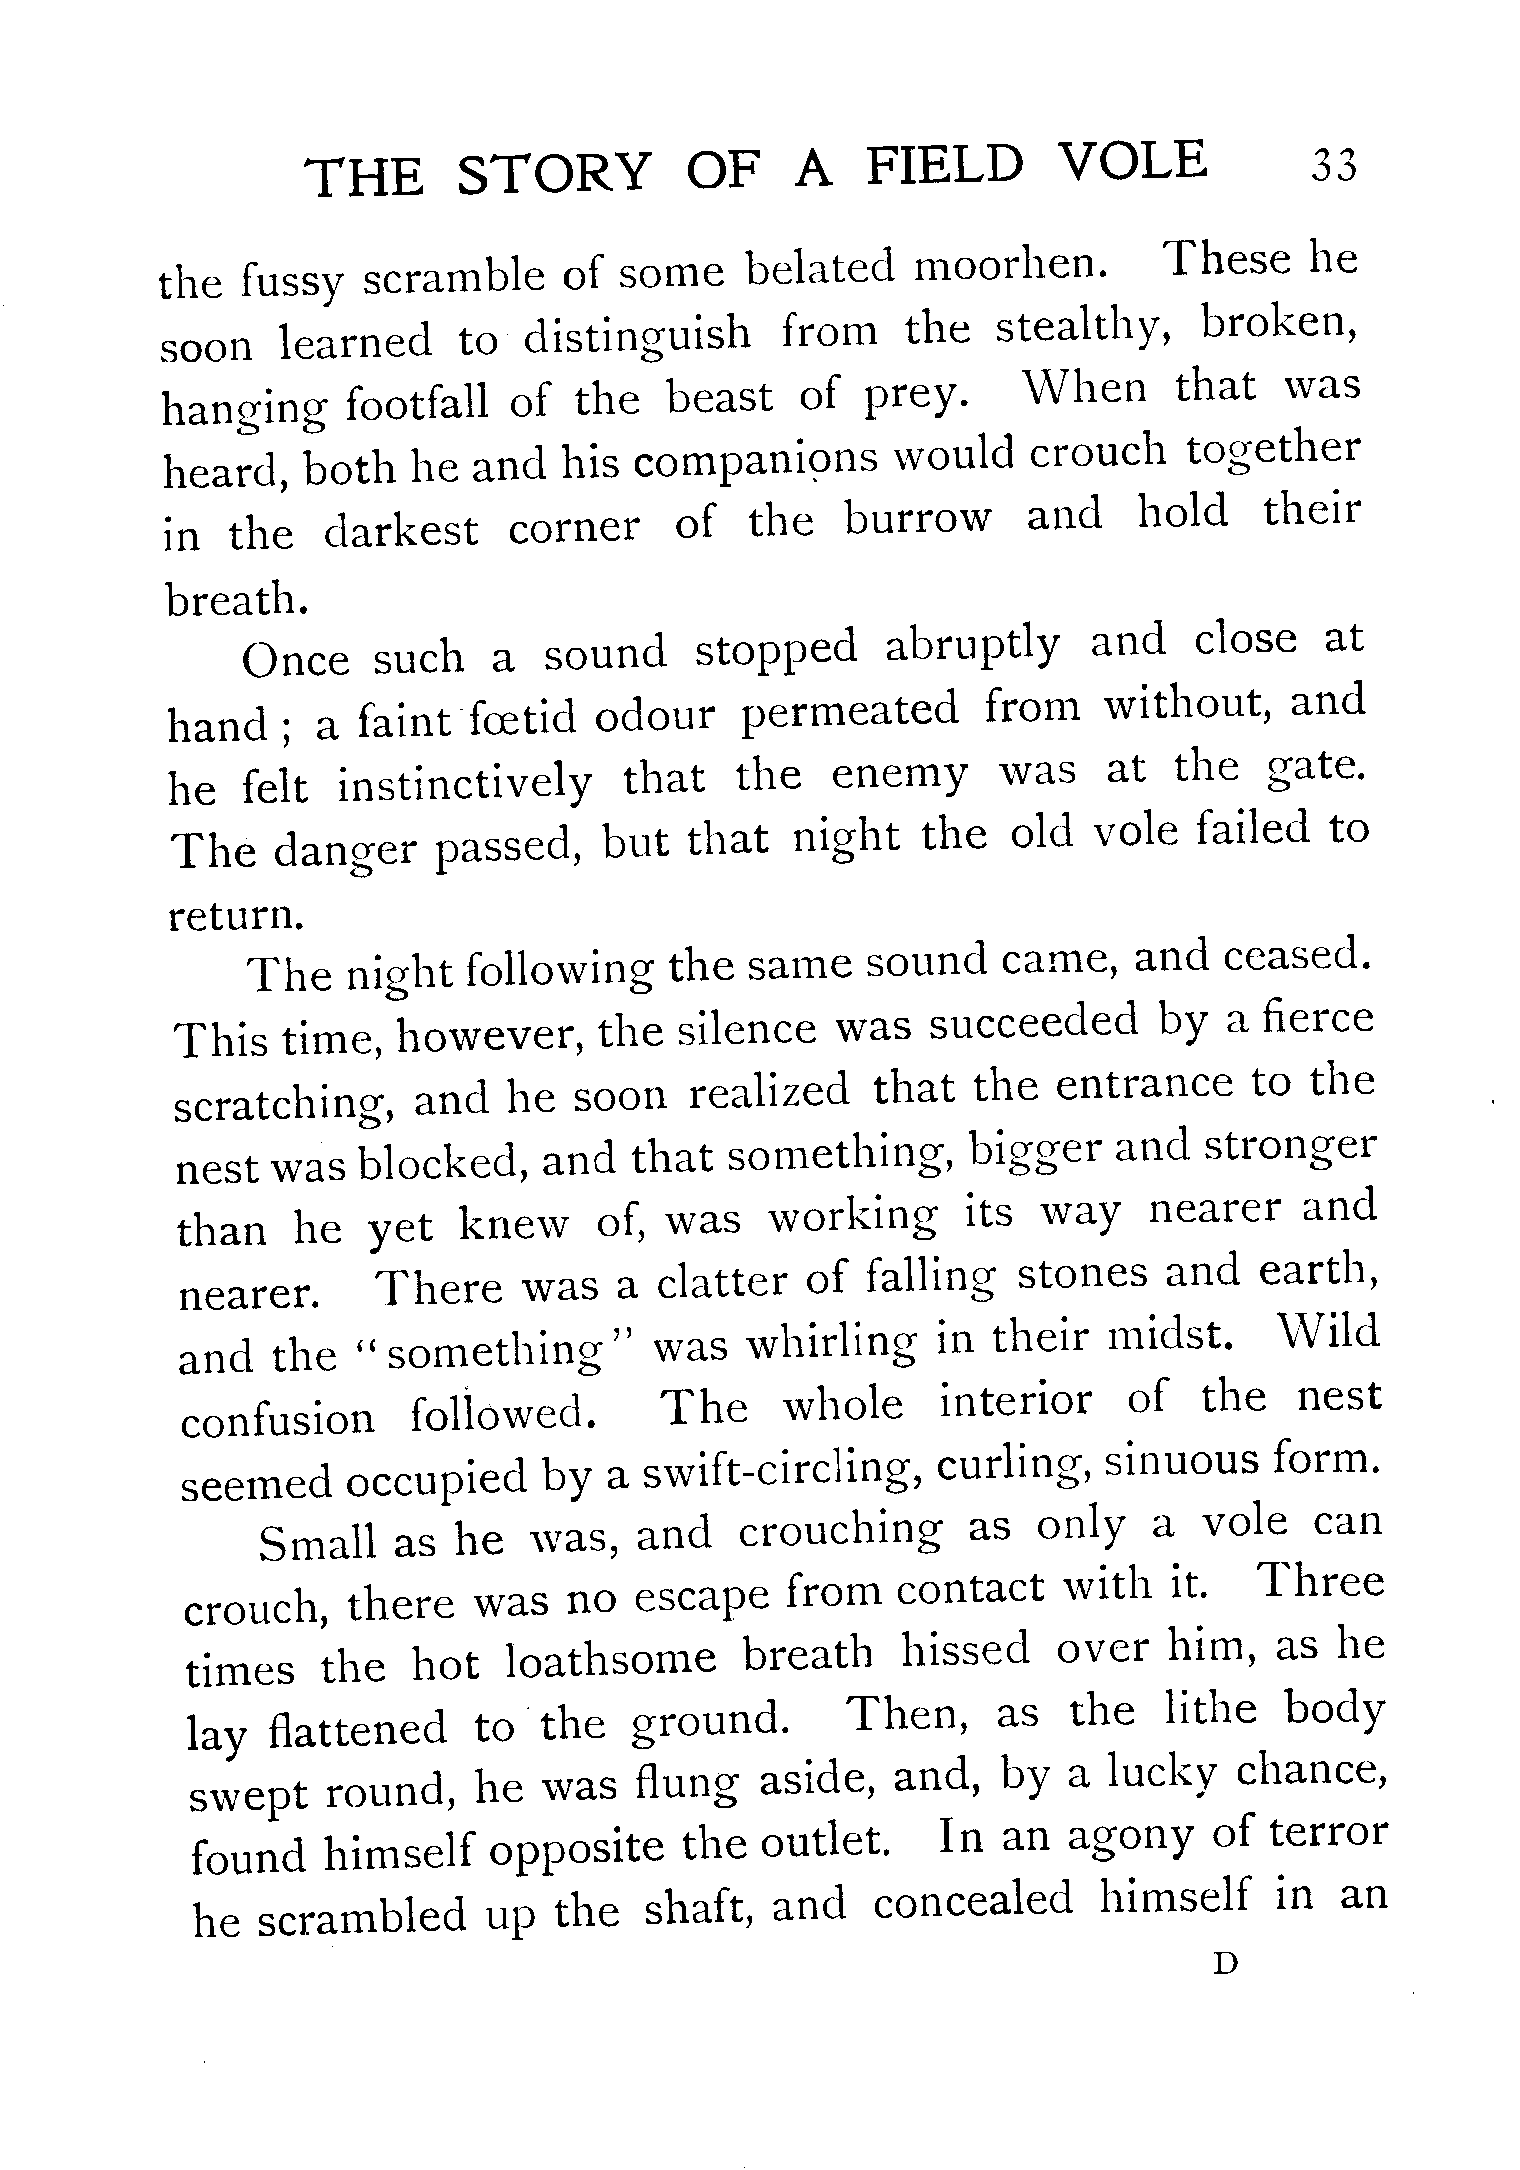 THE STORY OF A FIELD VOLE 33
the fussy scramble of some belated moorhen. These he
soon learned to distinguish from the stealthy, broken,
hanging footfall of the beast of prey. When that was
heard, both he and his companions would crouch together
in the darkest corner of the burrow and hold their
breath.
Once such a sound stopped abruptly and close at
hand ; a faint fœtid odour permeated from without, and
he felt instinctively that the enemy was at the gate.
The danger passed, but that night the old vole failed to
return.
The night following the same sound came, and ceased.
This time, however, the silence was succeeded by a fierce
scratching, and he soon realized that the entrance to the
nest was blocked, and that something, bigger and stronger
than he yet knew of, was working its way nearer and
nearer. There was a clatter of falling stones and earth,
and the “something” was whirling in their midst. Wild
confusion followed. The whole interior of the nest
seemed occupied by a swift-circling, curling, sinuous form.
Small as he was, and crouching as only a vole can
crouch, there was no escape from contact with it. Three
times the hot loathsome breath hissed over him, as he
lay flattened to the ground. Then, as the lithe body
swept round, he was flung aside, and, by a lucky chance,
found himself opposite the outlet. In an agony of terror
he scrambled up the shaft, and concealed himself in an
D